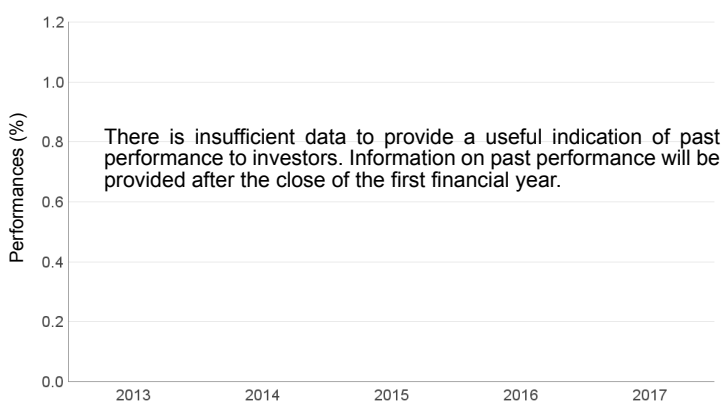 1.2
1.0
0.8
0.6
0.4
0.2
0.0
Performances (%)
There is insufficient data to provide a useful indication of past
performance to investors. Information on past performance will be
provided after the close of the first financial year.
2013 2014 2015 2016 2017